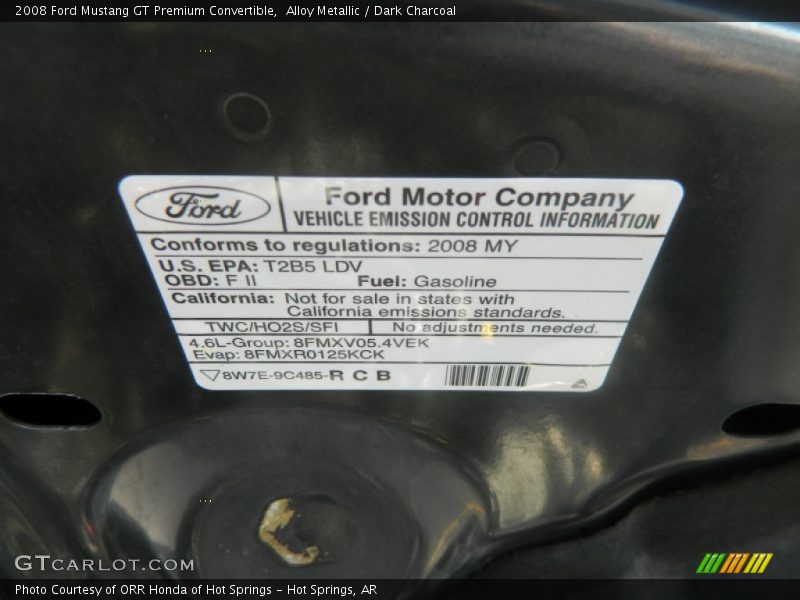 2008 Ford Mustang GT Premium Convertible,  Alloy Metallic / Dark Charcoal
Ford
Ford Motor Company
VEHICLE EMISSION CONTROL INFORMATION
Conforms to regulations: 2008 MY
U.S. EPA: T2B5 LDV
OBD: F II Fuel: Gasoline
California: Not for sale in states with
California emissions standards.
TWC/HO2S/SFI No adjustments needed.
4.6L-Group: 8FMXV05.4VEK
Evap: 8FMXR0125KCK
8W7E-9C485-R C B
GTCARLOT.COM
Photo Courtesy of ORR Honda of Hot Springs - Hot Springs, AR